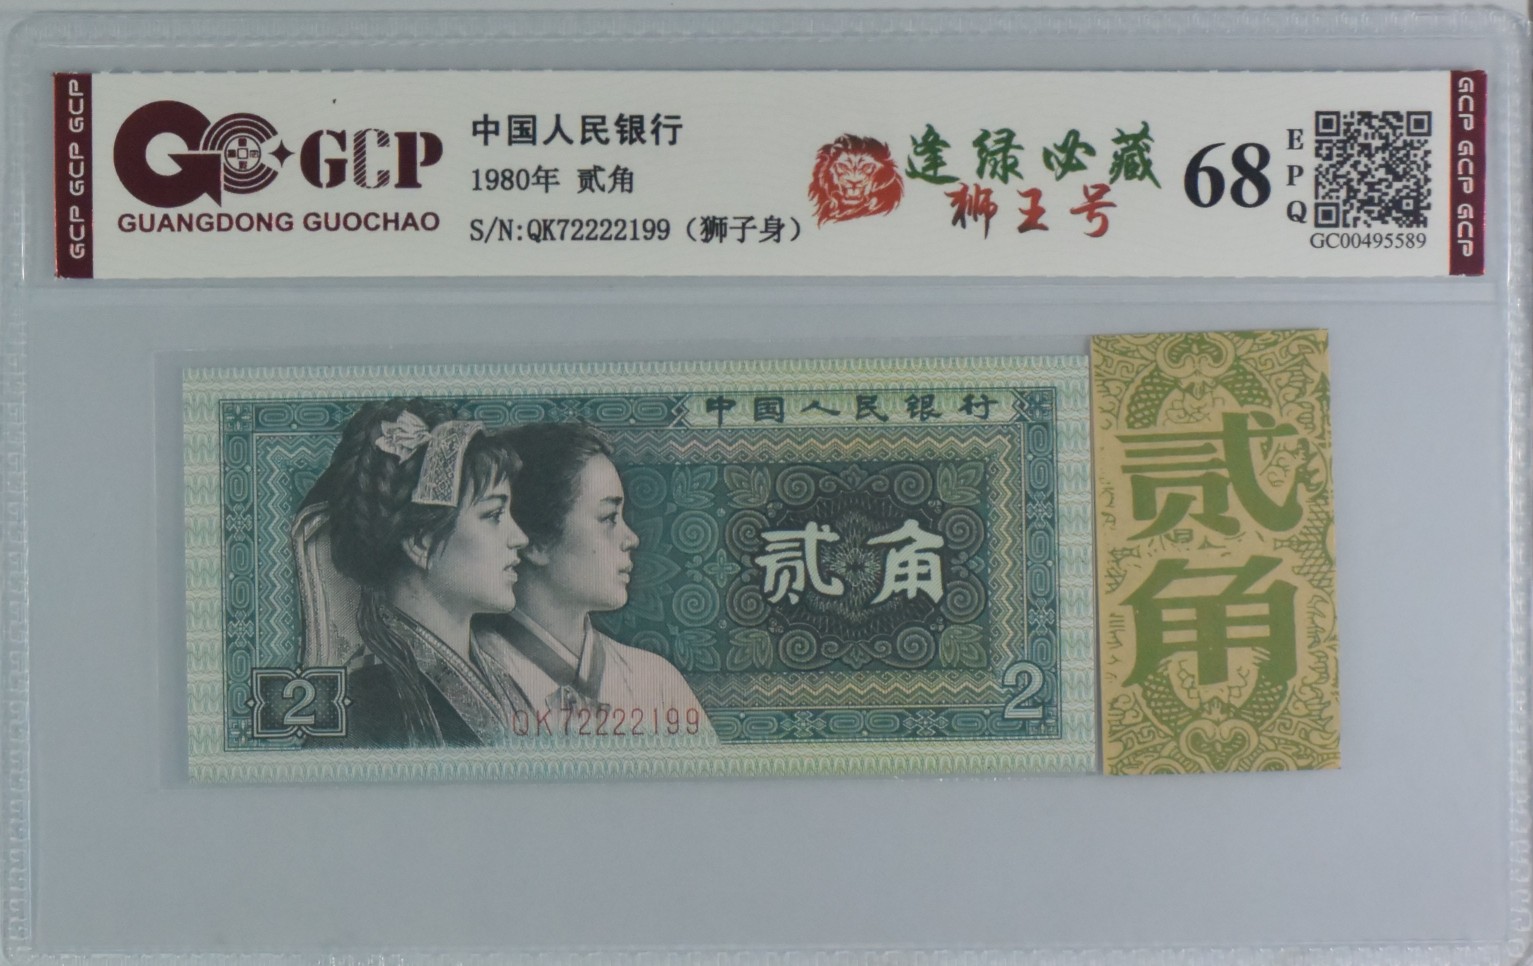 GCP GCP GCP
GCP
GUANGDONG GUOCHAO
中国人民银行
1980年 贰角
S/N:QK72222199（狮子身）
逢绿必藏
狮王号
68
EPQ
GC00495589
GCP GCP GCP
中国人民银行
贰角
2
2
QK72222199
贰角